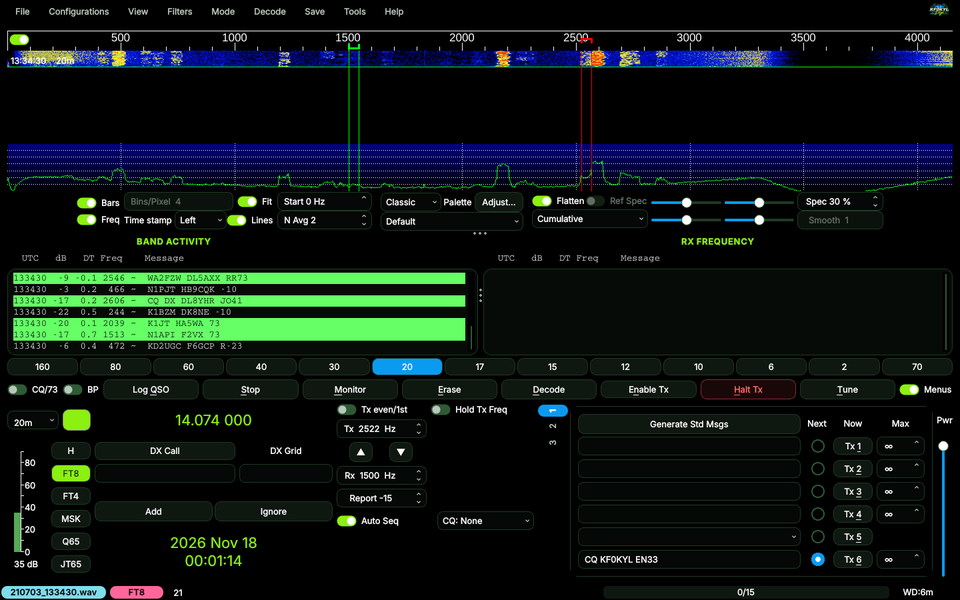 File Configurations View Filters Mode Decode Save Tools Help
KF0KYL
500 1000 1500 2000 2500 3000 3500 4000
13:34:30 20m
Bars Bins/Pixel 4 Fit Start 0 Hz Classic Palette Adjust... Flatten Ref Spec Spec 30 %
Freq Time stamp Left Lines N Avg 2 Default Cumulative Smooth 1
BAND ACTIVITY RX FREQUENCY
UTC dB DT Freq Message UTC dB DT Freq Message
133430 -9 -0.1 2546 ~ WA2FZW DL5AXX RR73
133430 -3 0.2 466 ~ N1PJT HB9CQK -10
133430 -17 0.2 2606 ~ CQ DX DL8YHR JO41
133430 -22 0.5 244 ~ K1BZM DK8NE -10
133430 -20 0.1 2039 ~ K1JT HA5WA 73
133430 -17 0.7 1513 ~ N1API F2VX 73
133430 -6 0.4 472 ~ KD2UGC F6GCP R-23
160 80 60 40 30 20 17 15 12 10 6 2 70
CQ/73 BP Log QSO Stop Monitor Erase Decode Enable Tx Halt Tx Tune Menus
20m 14.074 000 Tx even/1st Hold Tx Freq 1
2
3
Tx 2522 Hz
Generate Std Msgs Next Now Max Pwr
H DX Call DX Grid ▲ ▼ Tx 1 ∞
FT8 Rx 1500 Hz Tx 2 ∞
FT4 Report -15 Tx 3 ∞
MSK Add Ignore Auto Seq CQ: None Tx 4 ∞
Q65 2026 Nov 18 Tx 5
JT65 00:01:14 CQ KF0KYL EN33 Tx 6 ∞
80
60
40
20
0
35 dB
210703_133430.wav FT8 21 0/15 WD:6m